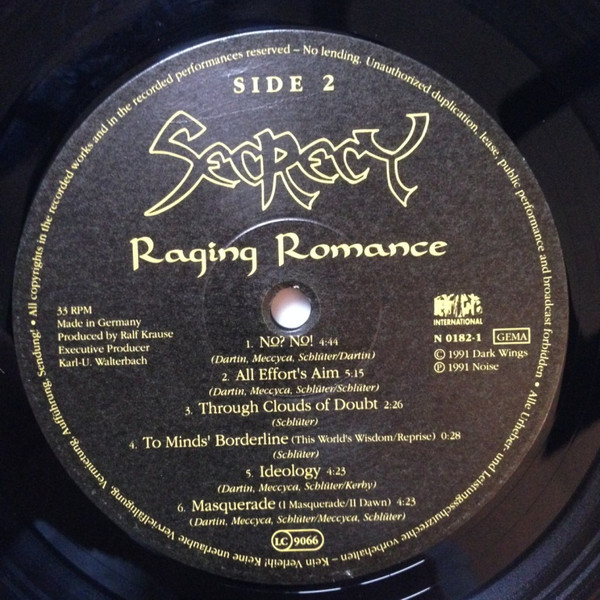 • All copyrights in the recorded works and in the recorded performances reserved – No lending. Unauthorized duplication, lease, public performance and broadcast forbidden • Alle Urheber- und Leistungsschutzrechte vorbehalten – Kein Verleih! Keine unerlaubte Vervielfältigung, Vermietung, Aufführung, Sendung!
SIDE 2
SECRECY
Raging Romance
33 RPM
Made in Germany
Produced by Ralf Krause
Executive Producer
Karl-U. Walterbach
NOISE
INTERNATIONAL
N 0182-1 GEMA
© 1991 Dark Wings
℗ 1991 Noise
1. No? No! 4:44
(Dartin, Meccyca, Schlüter/Dartin)
2. All Effort's Aim 5:15
(Dartin, Meccyca, Schlüter/Schlüter)
3. Through Clouds of Doubt 2:26
(Schlüter)
4. To Minds' Borderline (This World's Wisdom/Reprise) 0:28
(Schlüter)
5. Ideology 4:23
(Dartin, Meccyca, Schlüter/Kerby)
6. Masquerade (I Masquerade/II Dawn) 4:23
(Dartin, Meccyca, Schlüter/Meccyca, Schlüter)
LC 9066